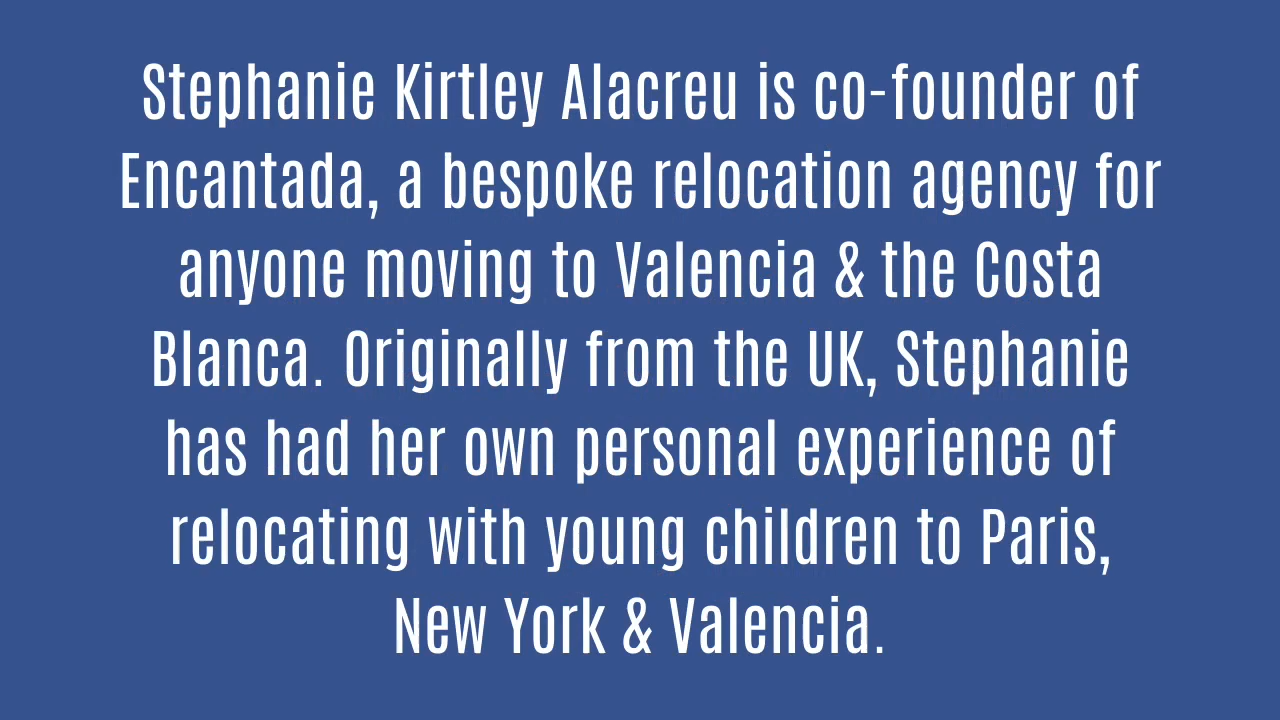 Stephanie Kirtley Alacreu is co-founder of
Encantada, a bespoke relocation agency for
anyone moving to Valencia & the Costa
Blanca. Originally from the UK, Stephanie
has had her own personal experience of
relocating with young children to Paris,
New York & Valencia.